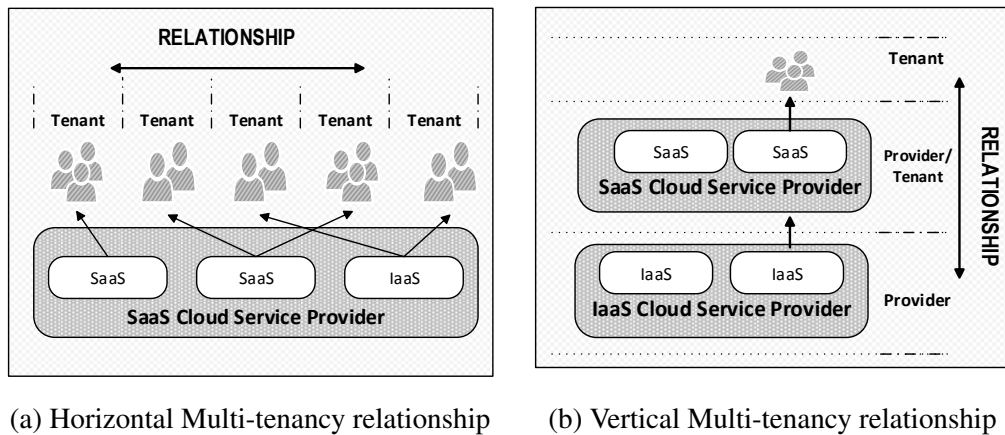 RELATIONSHIP
Tenant Tenant Tenant Tenant Tenant
SaaS SaaS IaaS
SaaS Cloud Service Provider
(a) Horizontal Multi-tenancy relationship
Tenant
SaaS SaaS
SaaS Cloud Service Provider
Provider/
Tenant
IaaS IaaS
IaaS Cloud Service Provider
Provider
RELATIONSHIP
(b) Vertical Multi-tenancy relationship